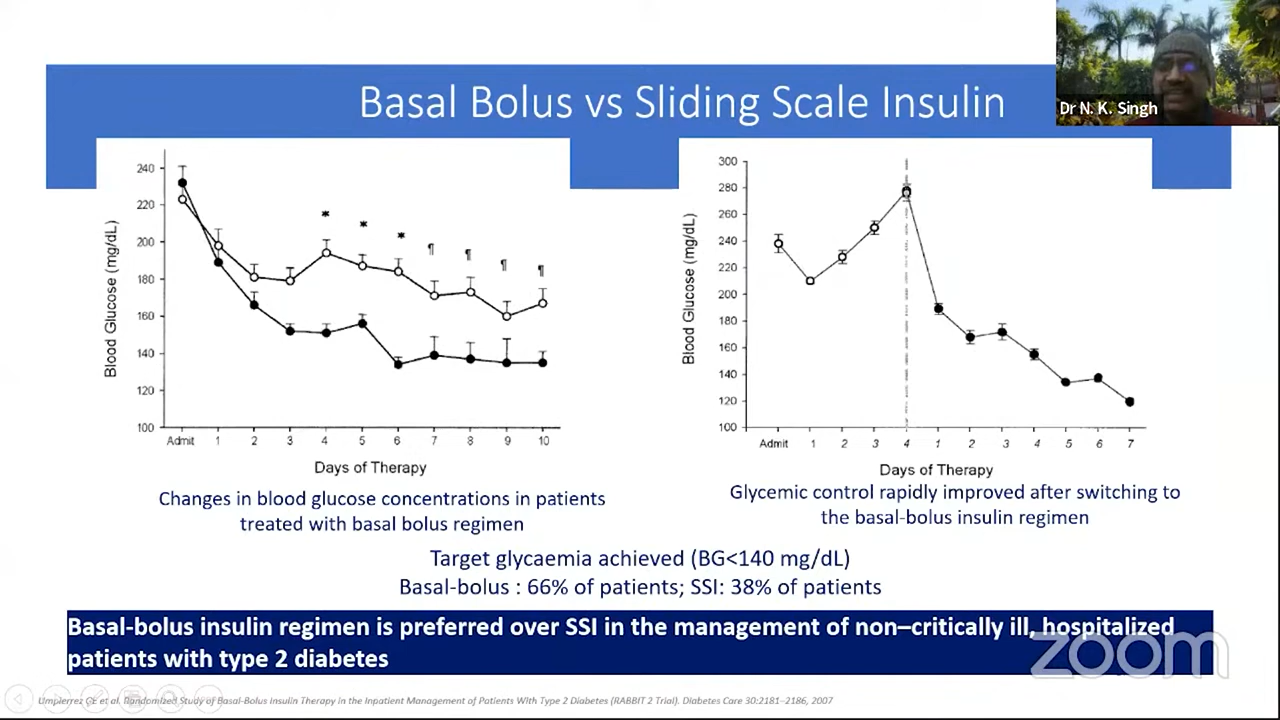 Basal Bolus vs Sliding Scale Insulin
Dr N. K. Singh
Blood Glucose (mg/dL)
240
220
200
180
160
140
120
100
* * * ¶ ¶ ¶ ¶
Admit 1 2 3 4 5 6 7 8 9 10
Days of Therapy
Changes in blood glucose concentrations in patients
treated with basal bolus regimen
Blood Glucose (mg/dL)
300
280
260
240
220
200
180
160
140
120
100
Admit 1 2 3 4 1 2 3 4 5 6 7
Days of Therapy
Glycemic control rapidly improved after switching to
the basal-bolus insulin regimen
Target glycaemia achieved (BG<140 mg/dL)
Basal-bolus : 66% of patients; SSI: 38% of patients
Basal-bolus insulin regimen is preferred over SSI in the management of non–critically ill, hospitalized
patients with type 2 diabetes
zoom
Umpierrez GE et al. Randomized Study of Basal-Bolus Insulin Therapy in the Inpatient Management of Patients With Type 2 Diabetes (RABBIT 2 Trial). Diabetes Care 30:2181–2186, 2007